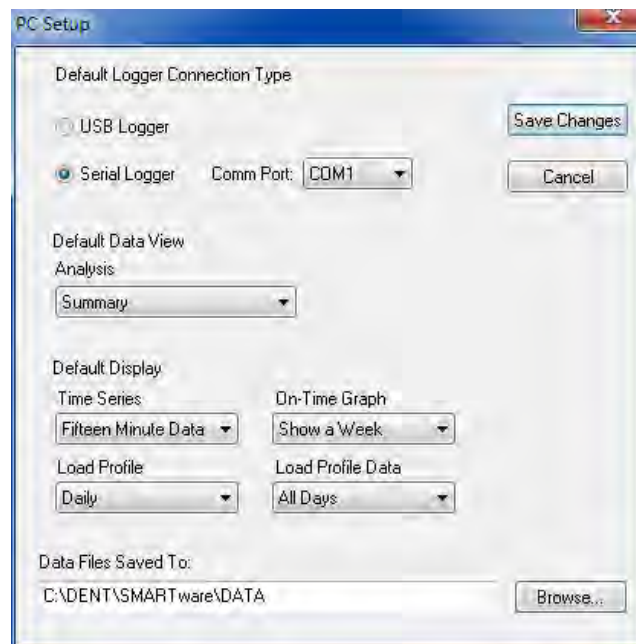 PC Setup
Default Logger Connection Type
USB Logger
Save Changes
Serial Logger Comm Port: COM1
Cancel
Default Data View
Analysis
Summary
Default Display
Time Series On-Time Graph
Fifteen Minute Data Show a Week
Load Profile Load Profile Data
Daily All Days
Data Files Saved To:
C:\DENT\SMARTware\DATA Browse...